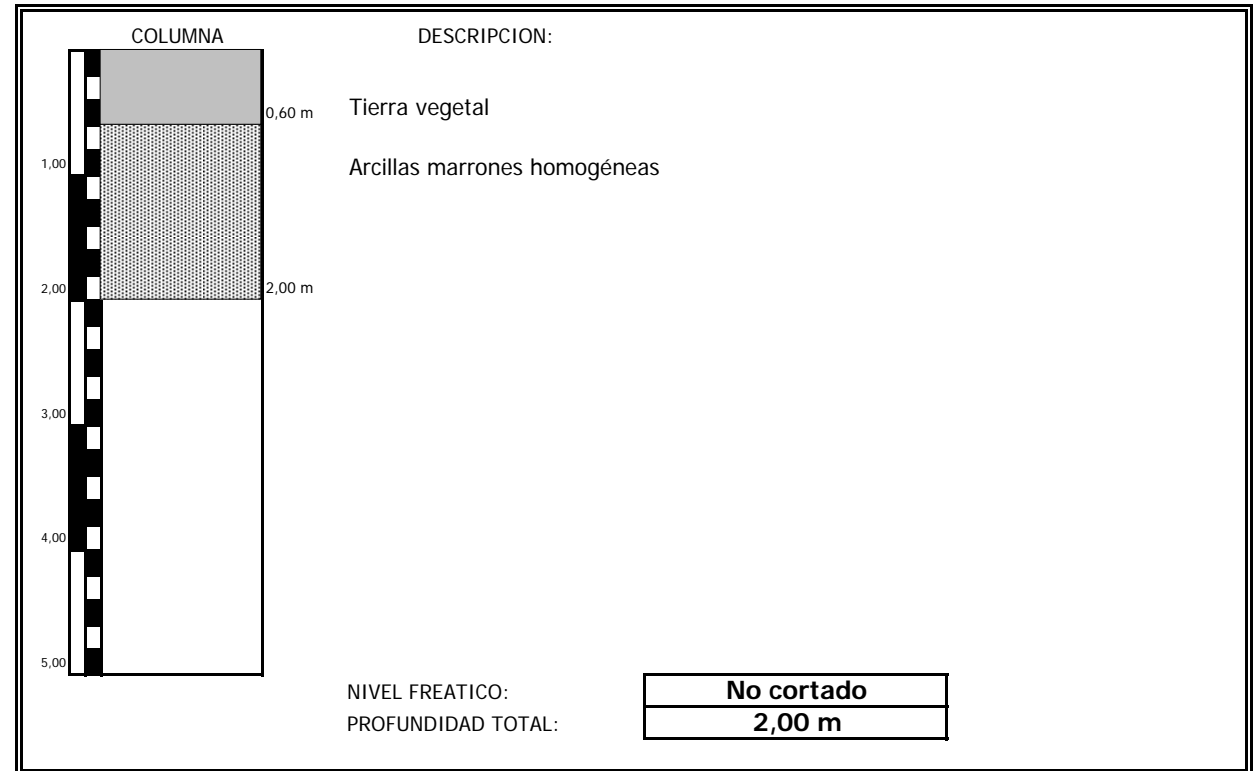 COLUMNA DESCRIPCION:
0,60 m Tierra vegetal
1,00 Arcillas marrones homogéneas
2,00 2,00 m
3,00
4,00
5,00
NIVEL FREATICO: No cortado
PROFUNDIDAD TOTAL: 2,00 m